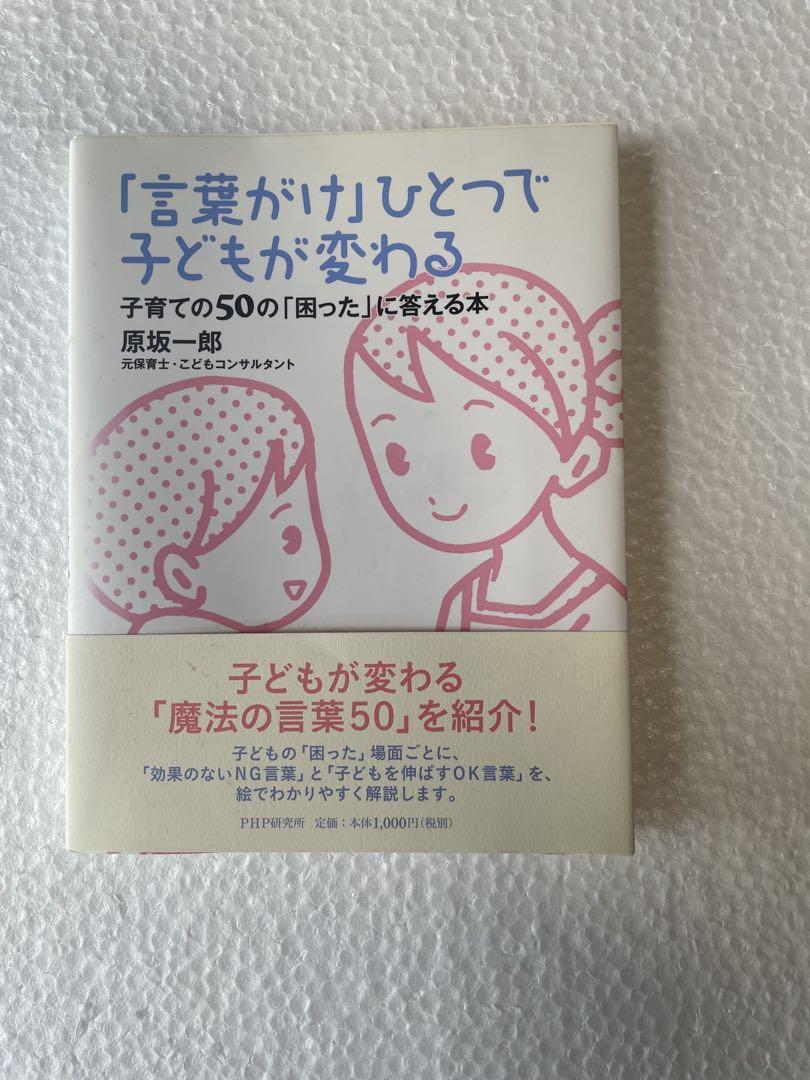 「言葉がけ」ひとつで
子どもが変わる
子育ての50の「困った」に答える本
原坂一郎
元保育士・こどもコンサルタント
子どもが変わる
「魔法の言葉50」を紹介！
子どもの「困った」場面ごとに、
「効果のないNG言葉」と「子どもを伸ばすOK言葉」を、
絵でわかりやすく解説します。
PHP研究所 定価：本体1,000円（税別）